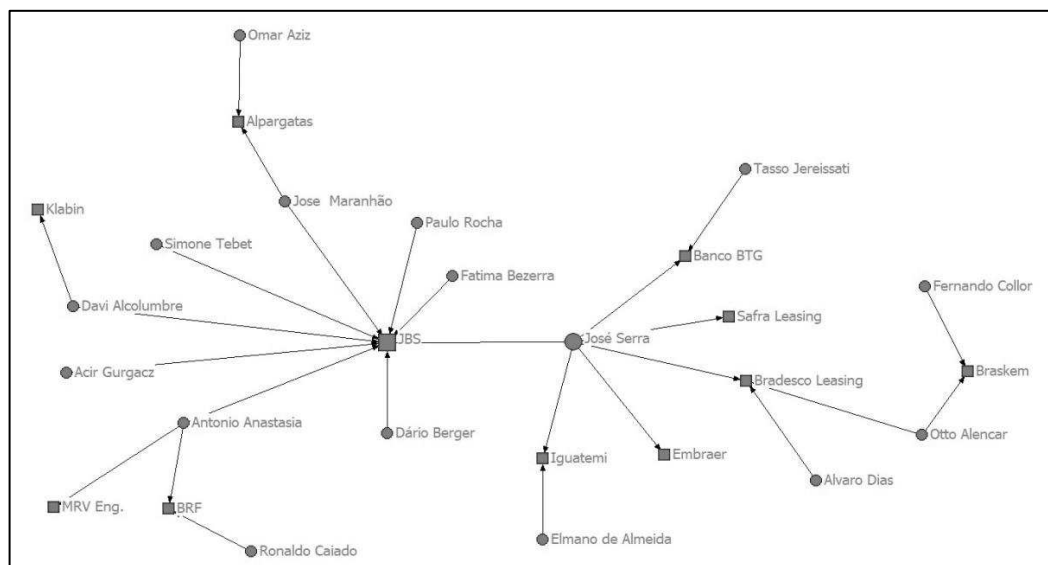 Omar Aziz
Alpargatas
Tasso Jereissati
Jose Maranhão
Klabin
Paulo Rocha
Simone Tebet
Banco BTG
Fatima Bezerra
Fernando Collor
Davi Alcolumbre
Safra Leasing
JBS
José Serra
Acir Gurgacz
Braskem
Bradesco Leasing
Antonio Anastasia
Dário Berger
Otto Alencar
Iguatemi
Embraer
Alvaro Dias
MRV Eng.
BRF
Elmano de Almeida
Ronaldo Caiado